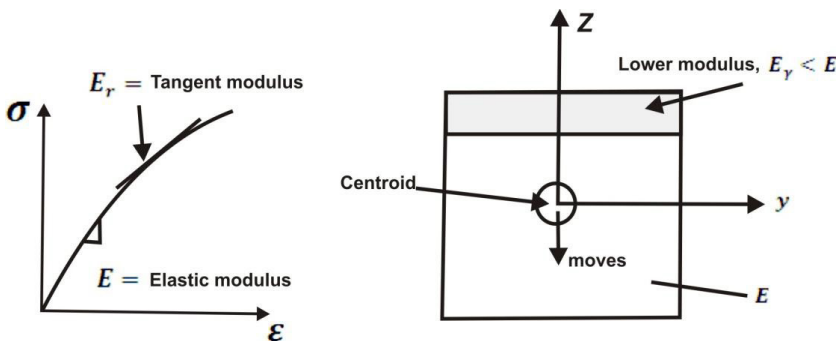 E_r = Tangent modulus
σ
E = Elastic modulus
ε
Z
Lower modulus, E_γ < E
Centroid
y
moves
E